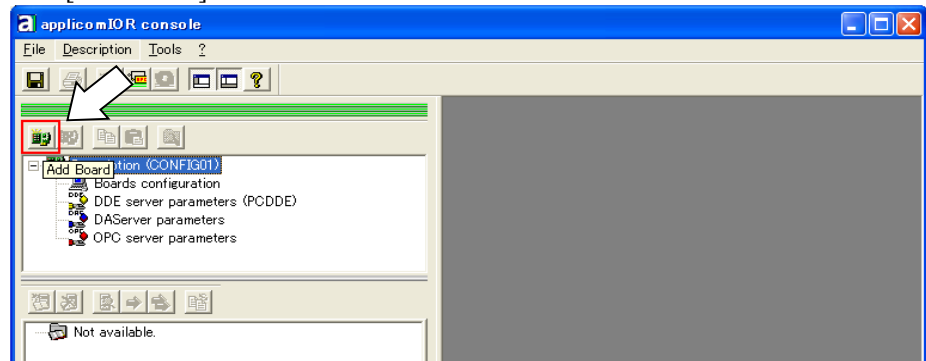 applicomIOR console
File Description Tools ?
Add Board
tion (CONFIG01)
Boards configuration
DDE server parameters (PCDDE)
DAServer parameters
OPC server parameters
Not available.